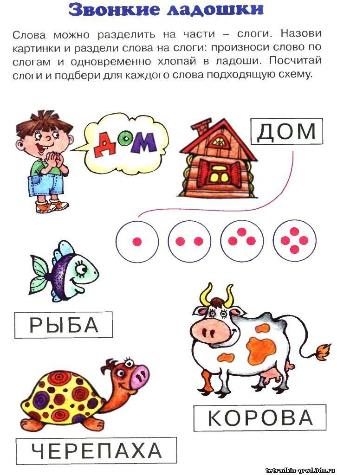 Звонкие ладошки
Слова можно разделить на части – слоги. Назови
картинки и раздели слова на слоги: произноси слово по
слогам и одновременно хлопай в ладоши. Посчитай
слоги и подбери для каждого слова подходящую схему.
ДОМ
ДОМ
РЫБА
КОРОВА
ЧЕРЕПАХА